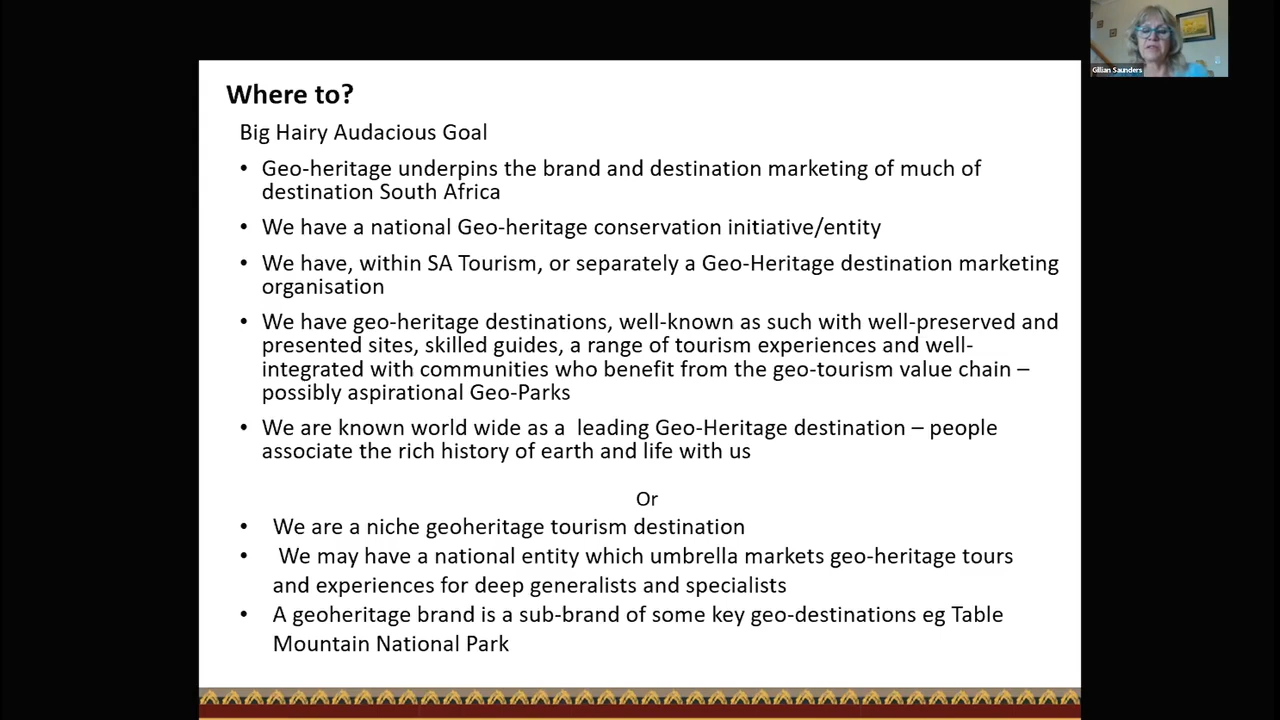 Where to?
Big Hairy Audacious Goal
• Geo-heritage underpins the brand and destination marketing of much of
destination South Africa
• We have a national Geo-heritage conservation initiative/entity
• We have, within SA Tourism, or separately a Geo-Heritage destination marketing
organisation
• We have geo-heritage destinations, well-known as such with well-preserved and
presented sites, skilled guides, a range of tourism experiences and well-
integrated with communities who benefit from the geo-tourism value chain –
possibly aspirational Geo-Parks
• We are known world wide as a  leading Geo-Heritage destination – people
associate the rich history of earth and life with us
Or
• We are a niche geoheritage tourism destination
• We may have a national entity which umbrella markets geo-heritage tours
and experiences for deep generalists and specialists
• A geoheritage brand is a sub-brand of some key geo-destinations eg Table
Mountain National Park
Gillian Saunders